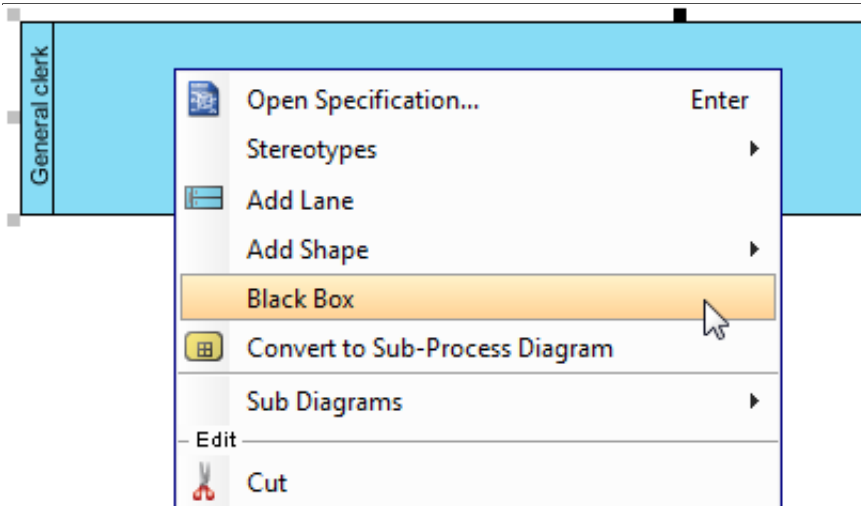 General clerk
Open Specification... Enter
Stereotypes
Add Lane
Add Shape
Black Box
Convert to Sub-Process Diagram
Sub Diagrams
Edit
Cut